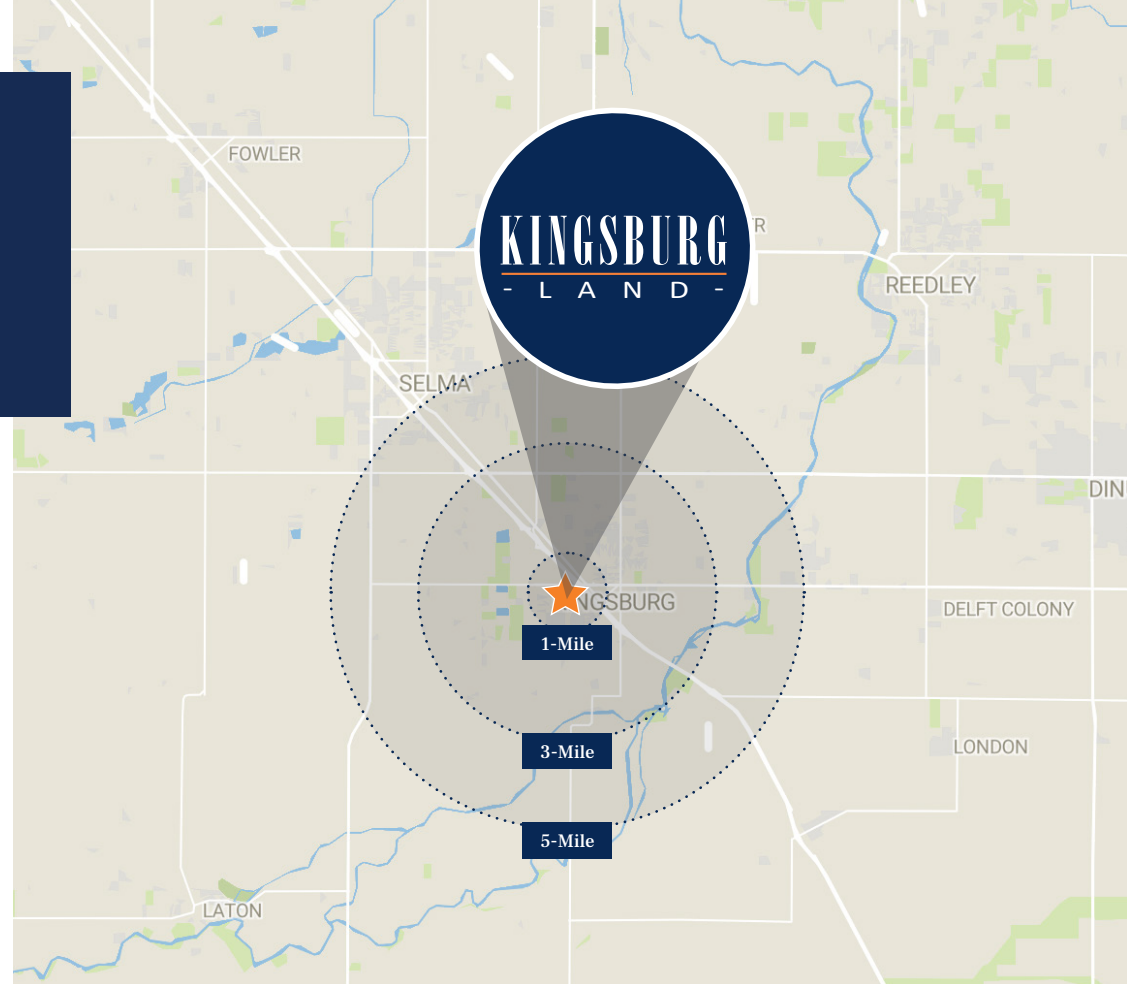 FOWLER
KINGSBURG
- LAND -
R
REEDLEY
SELMA
DIN
NGSBURG
DELFT COLONY
1-Mile
LONDON
3-Mile
5-Mile
LATON